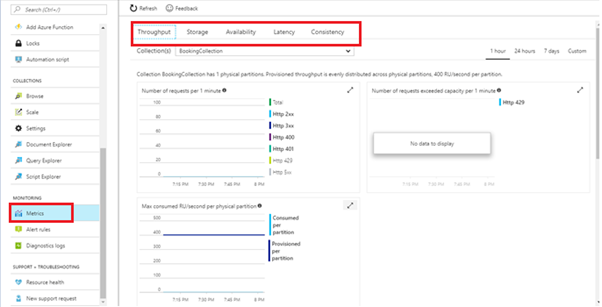 Search (Ctrl+/)
Add Azure Function
Locks
Automation script
COLLECTIONS
Browse
Scale
Settings
Document Explorer
Query Explorer
Script Explorer
MONITORING
Metrics
Alert rules
Diagnostics logs
SUPPORT + TROUBLESHOOTING
Resource health
New support request
Refresh Feedback
Throughput Storage Availability Latency Consistency
Collection(s) BookingCollection
1 hour 24 hours 7 days Custom
Collection BookingCollection has 1 physical partitions. Provisioned throughput is evenly distributed across physical partitions, 400 RU/second per partition.
Number of requests per 1 minute
100
80
60
40
20
0
7:15 PM 7:30 PM 7:45 PM 8 PM
Total
Http 2xx
Http 3xx
Http 400
Http 401
Http 423
Http 5xx
Number of requests exceeded capacity per 1 minute
Http 429
No data to display
7:15 PM 7:30 PM 7:45 PM 8 PM
Max consumed RU/second per physical partition
500
400
300
200
100
0
7:15 PM 7:30 PM 7:45 PM 8 PM
Consumed
per
partition
Provisioned
per
partition